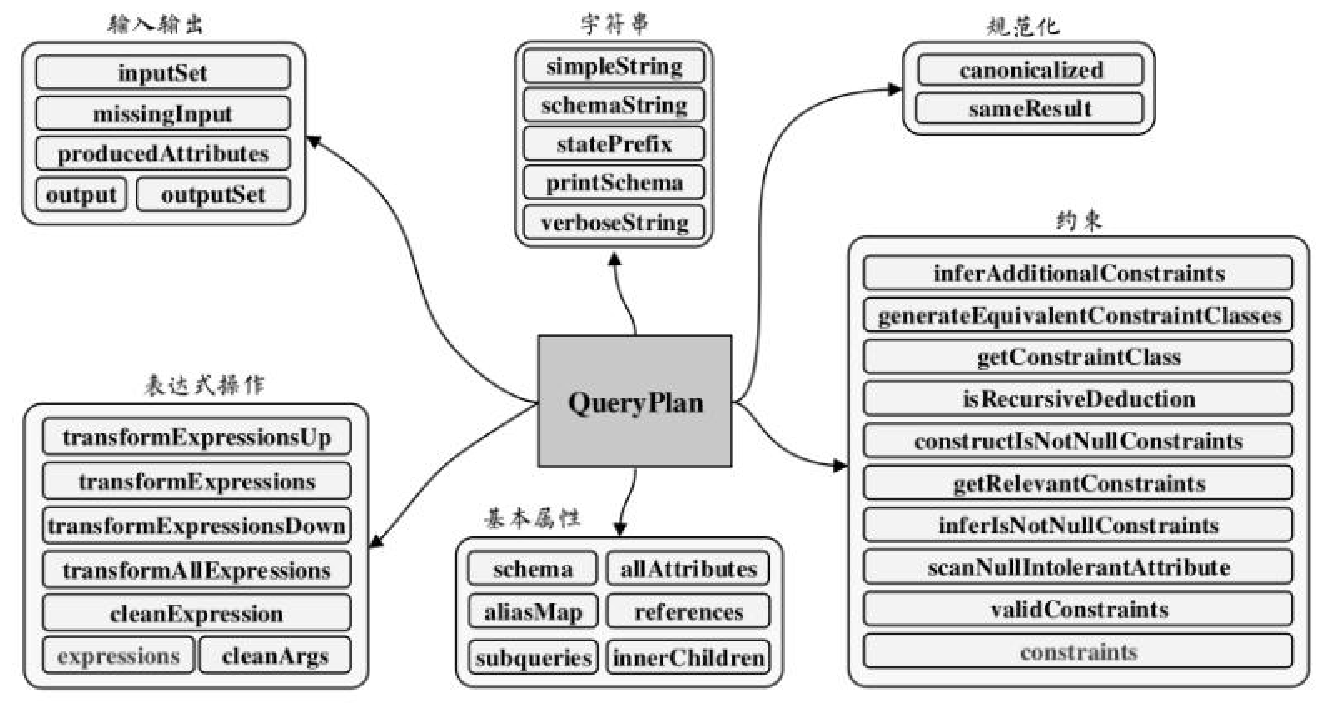 输入输出
inputSet
missingInput
producedAttributes
output outputSet
字符串
simpleString
schemaString
statePrefix
printSchema
verboseString
规范化
canonicalized
sameResult
约束
inferAdditionalConstraints
generateEquivalentConstraintClasses
getConstraintClass
isRecursiveDeduction
constructIsNotNullConstraints
getRelevantConstraints
inferIsNotNullConstraints
scanNullIntolerantAttribute
validConstraints
constraints
QueryPlan
表达式操作
transformExpressionsUp
transformExpressions
transformExpressionsDown
transformAllExpressions
cleanExpression
expressions cleanArgs
基本属性
schema allAttributes
aliasMap references
subqueries innerChildren